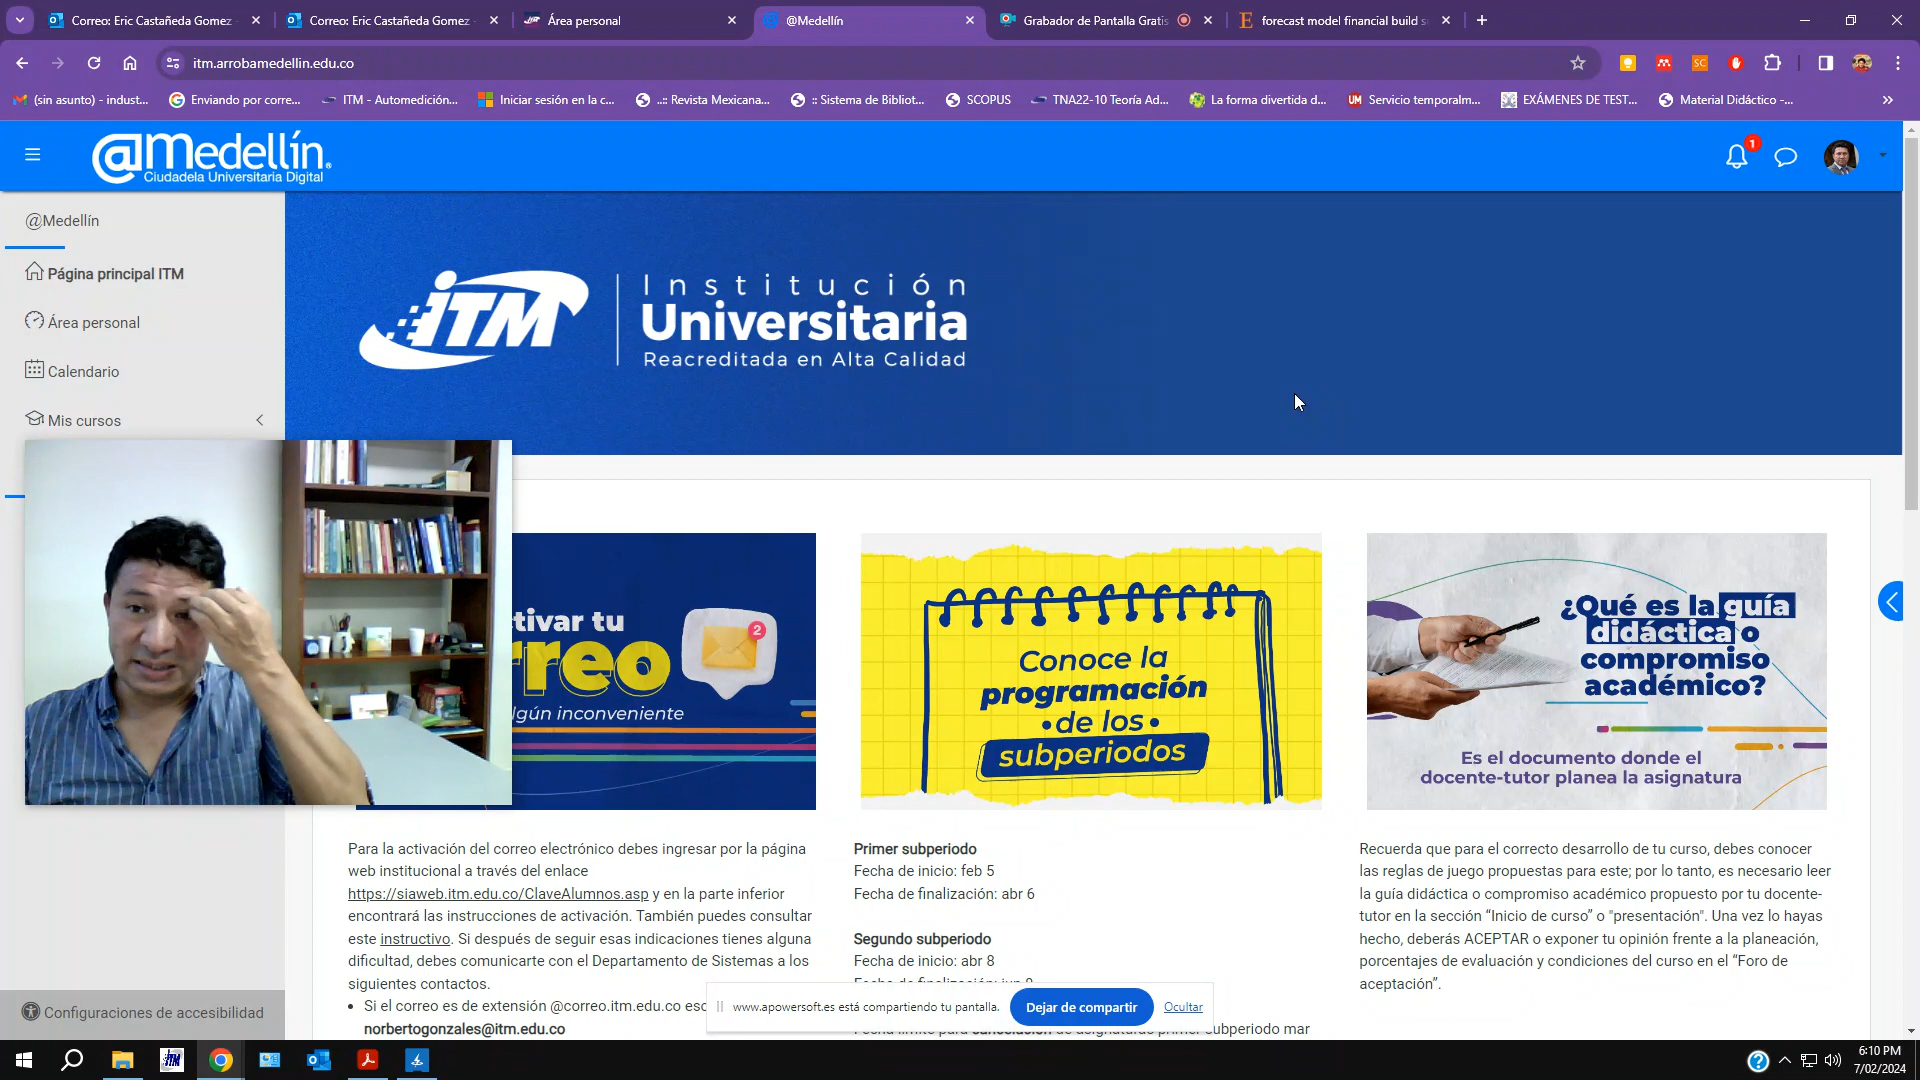 Correo: Eric Castañeda Gomez
Correo: Eric Castañeda Gomez
Área personal
@Medellín
Grabador de Pantalla Gratis
forecast model financial build s
itm.arrobamedellin.edu.co
(sin asunto) - indust...
Enviando por corre...
ITM - Automedición...
Iniciar sesión en la c...
..:: Revista Mexicana...
:: Sistema de Bibliot...
SCOPUS
TNA22-10 Teoría Ad...
La forma divertida d...
Servicio temporalm...
EXÁMENES DE TEST...
Material Didáctico -...
@Medellín
Ciudadela Universitaria Digital
1
@Medellín
Página principal ITM
Área personal
Calendario
Mis cursos
Configuraciones de accesibilidad
iTM
Institución
Universitaria
Reacreditada en Alta Calidad
tivar tu
rreo
lgún inconveniente
2
Conoce la
programación
•de los•
subperiodos
¿Qué es la guía
didáctica o
compromiso
académico?
Es el documento donde el
docente-tutor planea la asignatura
Para la activación del correo electrónico debes ingresar por la página
web institucional a través del enlace
https://siaweb.itm.edu.co/ClaveAlumnos.asp y en la parte inferior
encontrará las instrucciones de activación. También puedes consultar
este instructivo. Si después de seguir esas indicaciones tienes alguna
dificultad, debes comunicarte con el Departamento de Sistemas a los
siguientes contactos.
• Si el correo es de extensión @correo.itm.edu.co esc
norbertogonzales@itm.edu.co
Primer subperiodo
Fecha de inicio: feb 5
Fecha de finalización: abr 6
Segundo subperiodo
Fecha de inicio: abr 8
subperiodo mar
Recuerda que para el correcto desarrollo de tu curso, debes conocer
las reglas de juego propuestas para este; por lo tanto, es necesario leer
la guía didáctica o compromiso académico propuesto por tu docente-
tutor en la sección “Inicio de curso” o "presentación". Una vez lo hayas
hecho, deberás ACEPTAR o exponer tu opinión frente a la planeación,
porcentajes de evaluación y condiciones del curso en el “Foro de
aceptación”.
www.apowersoft.es está compartiendo tu pantalla.
Dejar de compartir
Ocultar
6:10 PM
7/02/2024